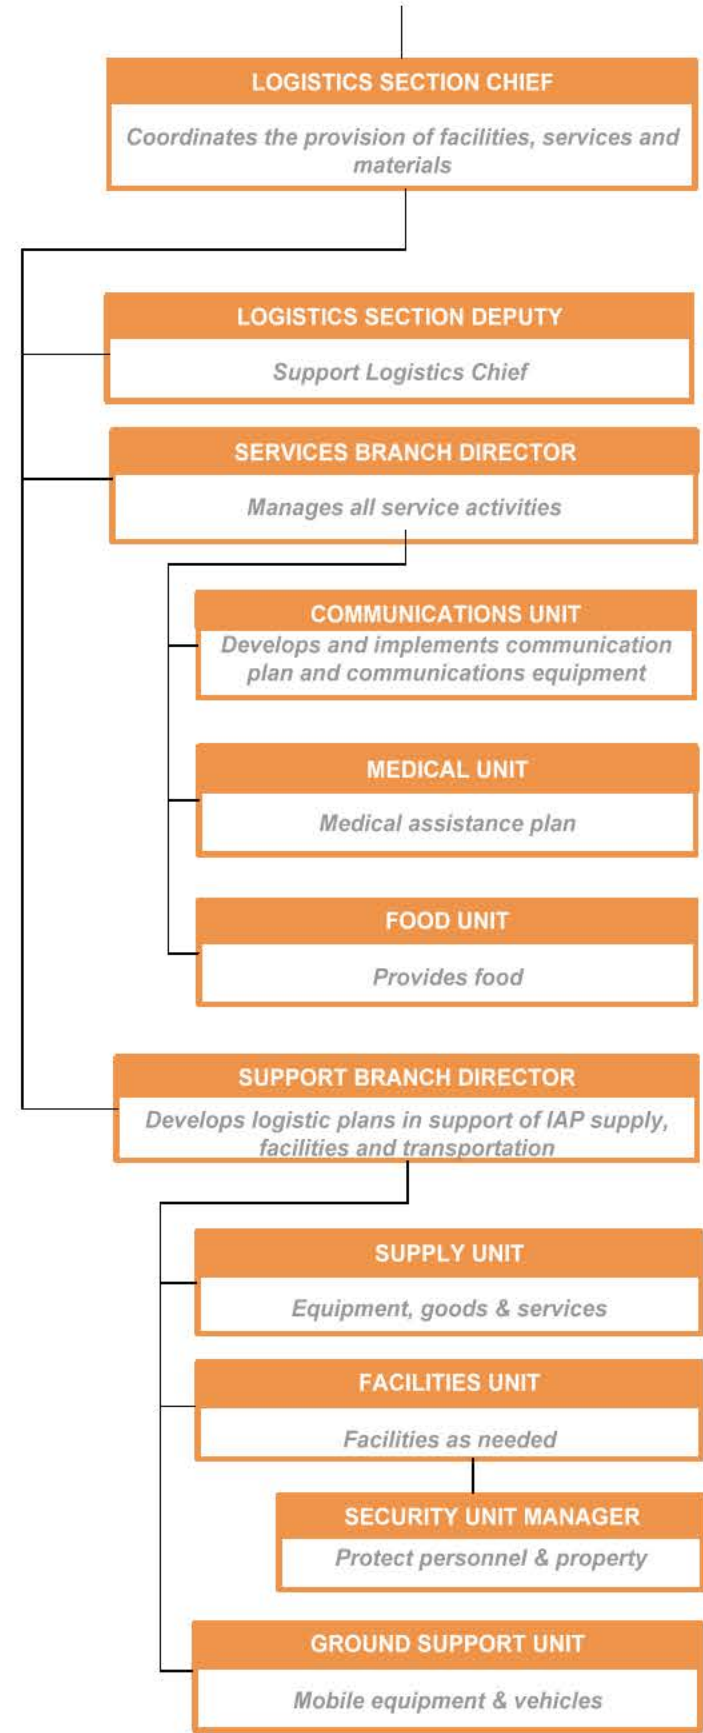 LOGISTICS SECTION CHIEF
Coordinates the provision of facilities, services and
materials
LOGISTICS SECTION DEPUTY
Support Logistics Chief
SERVICES BRANCH DIRECTOR
Manages all service activities
COMMUNICATIONS UNIT
Develops and implements communication
plan and communications equipment
MEDICAL UNIT
Medical assistance plan
FOOD UNIT
Provides food
SUPPORT BRANCH DIRECTOR
Develops logistic plans in support of IAP supply,
facilities and transportation
SUPPLY UNIT
Equipment, goods & services
FACILITIES UNIT
Facilities as needed
SECURITY UNIT MANAGER
Protect personnel & property
GROUND SUPPORT UNIT
Mobile equipment & vehicles